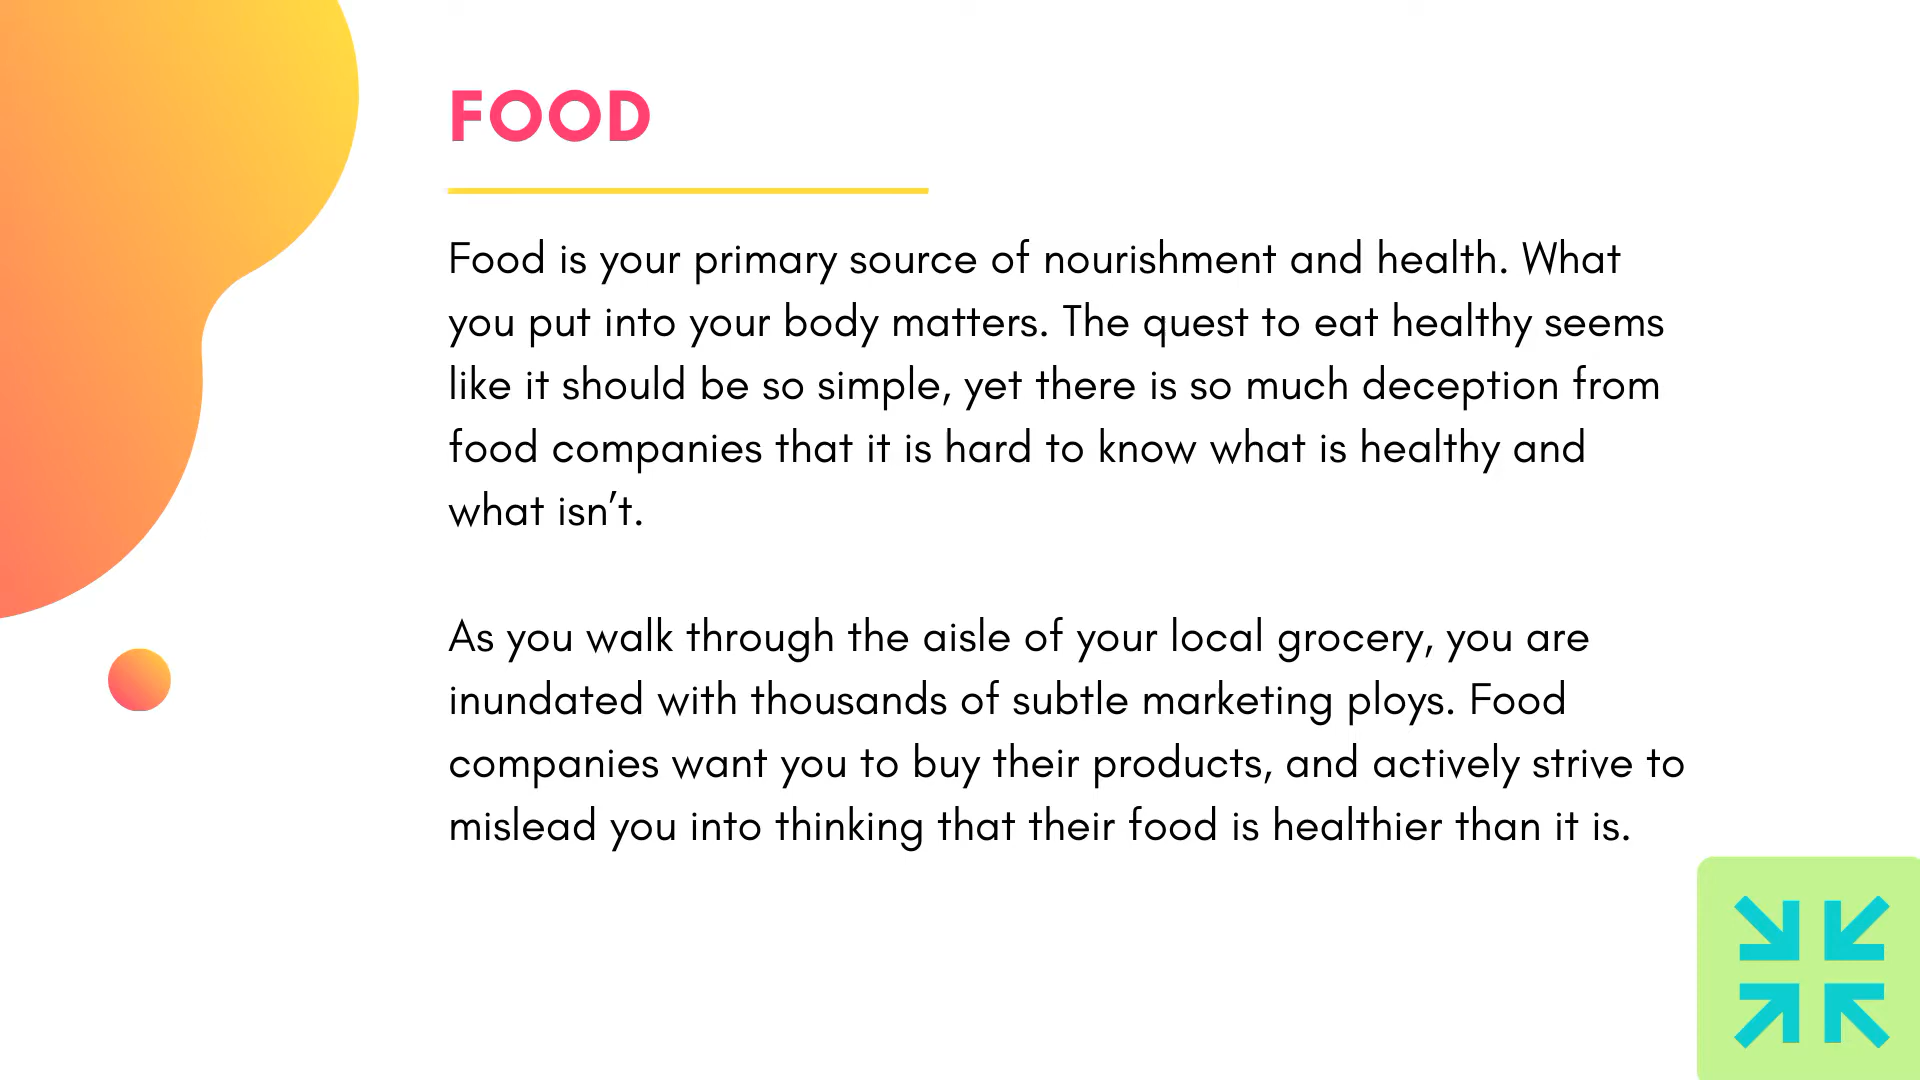 FOOD
Food is your primary source of nourishment and health. What
you put into your body matters. The quest to eat healthy seems
like it should be so simple, yet there is so much deception from
food companies that it is hard to know what is healthy and
what isn’t.
As you walk through the aisle of your local grocery, you are
inundated with thousands of subtle marketing ploys. Food
companies want you to buy their products, and actively strive to
mislead you into thinking that their food is healthier than it is.